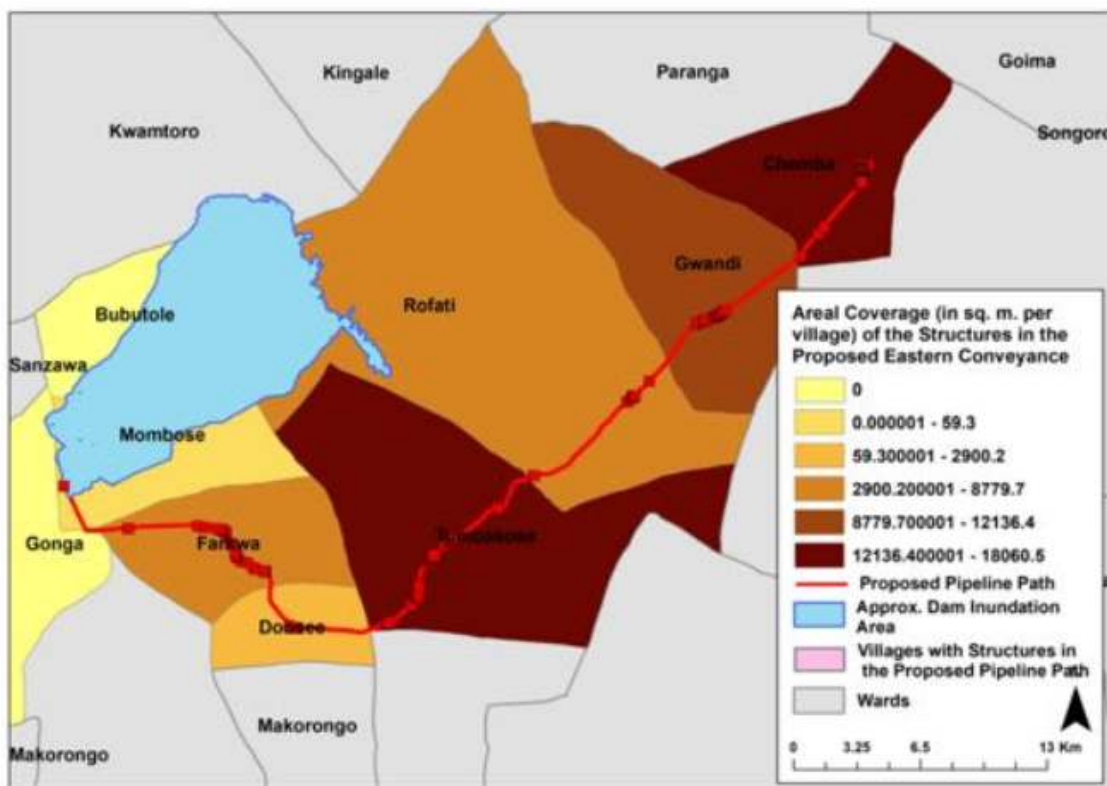 Kingale
Paranga
Goima
Kwamtoro
Songoro
Chemba
Gwandi
Rofati
Bubutole
Sanzawa
Mombose
Gonga
Farkwa
Donsee
Makorongo
Makorongo
Areal Coverage (in sq. m. per
village) of the Structures in the
Proposed Eastern Conveyance
0
0.000001 - 59.3
59.300001 - 2900.2
2900.200001 - 8779.7
8779.700001 - 12136.4
12136.400001 - 18060.5
Proposed Pipeline Path
Approx. Dam Inundation
Area
Villages with Structures in
the Proposed Pipeline Path
Wards
0 3.25 6.5 13 Km